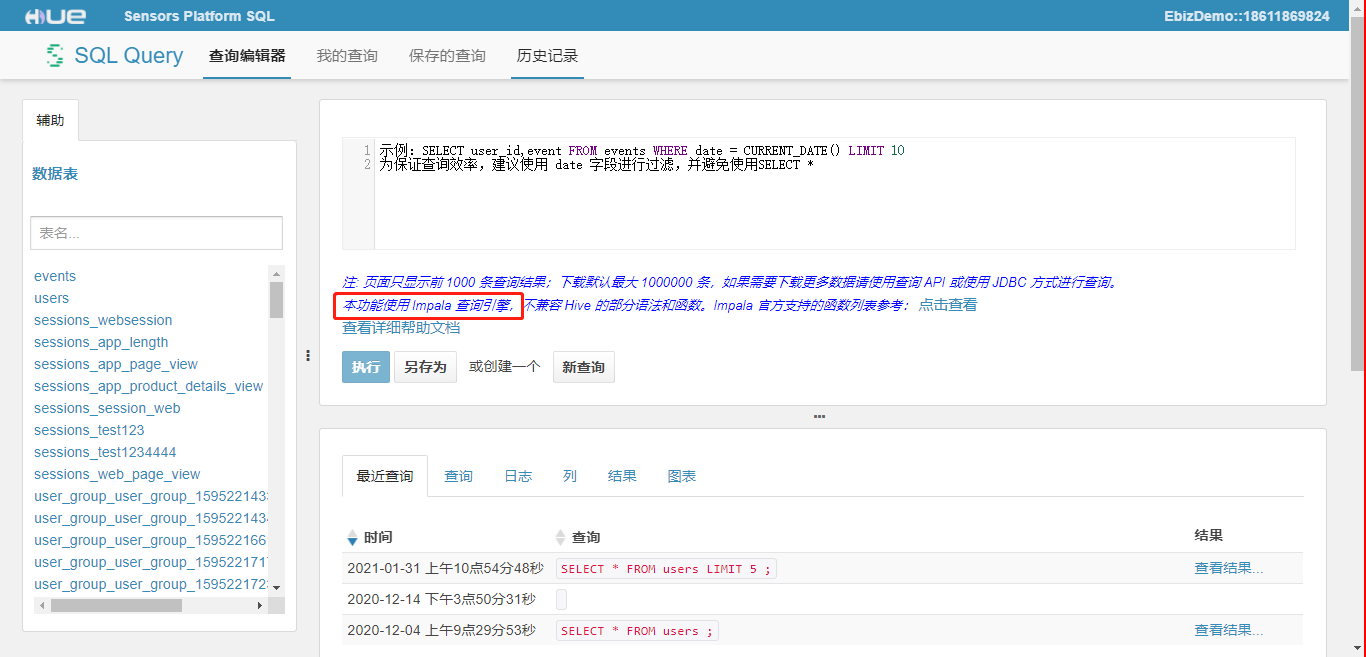 HUE Sensors Platform SQL EbizDemo::18611869824
SQL Query 查询编辑器 我的查询 保存的查询 历史记录
辅助
数据表
表名...
events
users
sessions_websession
sessions_app_length
sessions_app_page_view
sessions_app_product_details_view
sessions_session_web
sessions_test123
sessions_test1234444
sessions_web_page_view
user_group_user_group_159522143
user_group_user_group_159522143
user_group_user_group_159522166
user_group_user_group_159522171
user_group_user_group_159522172
1 示例: SELECT user_id,event FROM events WHERE date = CURRENT_DATE() LIMIT 10
2 为保证查询效率，建议使用 date 字段进行过滤，并避免使用SELECT *
注: 页面只显示前 1000 条查询结果；下载默认最大 1000000 条，如果需要下载更多数据请使用查询 API 或使用 JDBC 方式进行查询。
本功能使用 Impala 查询引擎，不兼容 Hive 的部分语法和函数。Impala 官方支持的函数列表参考： 点击查看
查看详细帮助文档
执行 另存为 或创建一个 新查询
最近查询 查询 日志 列 结果 图表
时间 查询 结果
2021-01-31 上午10点54分48秒 SELECT * FROM users LIMIT 5 ; 查看结果...
2020-12-14 下午3点50分31秒
2020-12-04 上午9点29分53秒 SELECT * FROM users ; 查看结果...